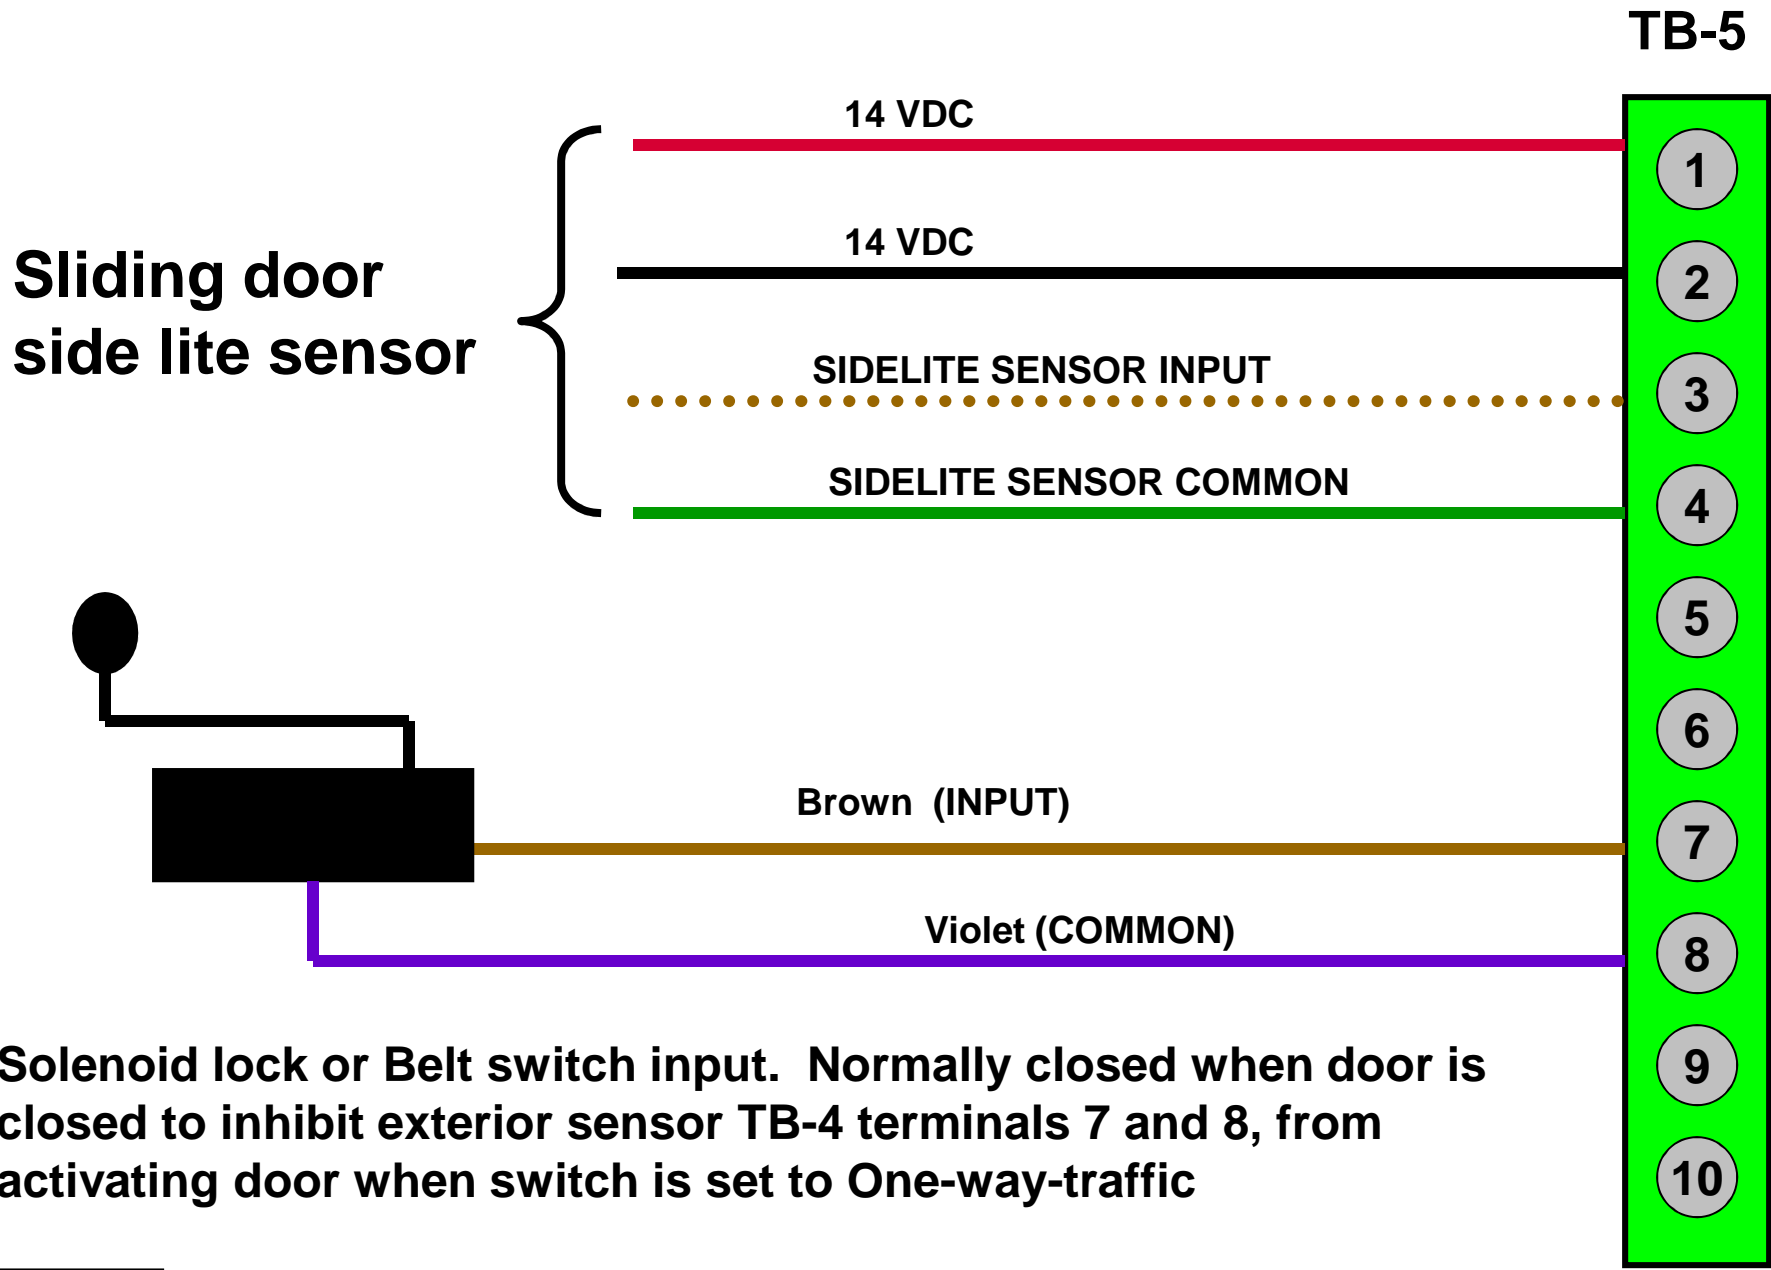 TB-5
14 VDC
1
14 VDC
2
Sliding door
side lite sensor
SIDELITE SENSOR INPUT
3
SIDELITE SENSOR COMMON
4
5
6
Brown (INPUT)
7
Violet (COMMON)
8
Solenoid lock or Belt switch input. Normally closed when door is
closed to inhibit exterior sensor TB-4 terminals 7 and 8, from
activating door when switch is set to One-way-traffic
9
10